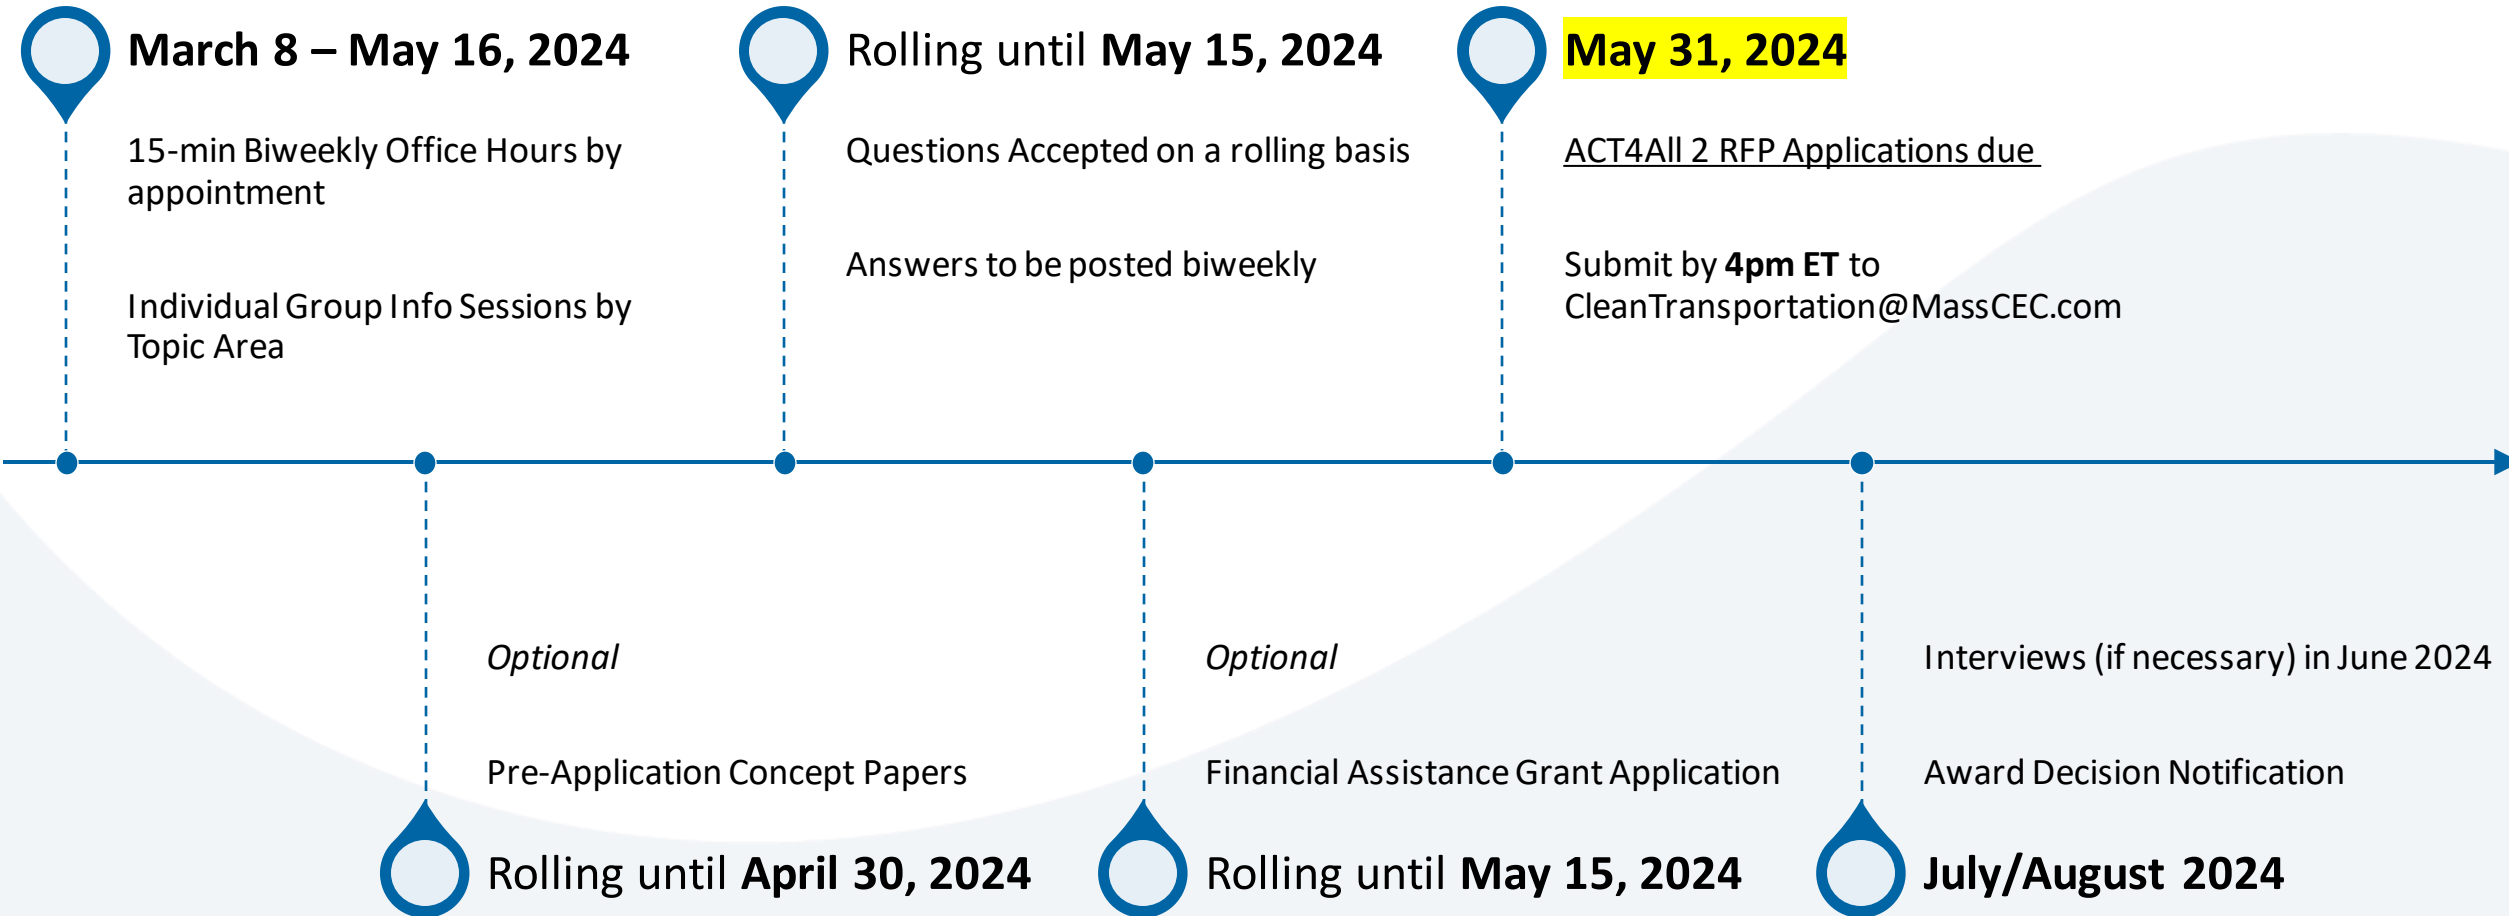 March 8 – May 16, 2024
15-min Biweekly Office Hours by
appointment
Individual Group Info Sessions by
Topic Area
Rolling until May 15, 2024
Questions Accepted on a rolling basis
Answers to be posted biweekly
May 31, 2024
ACT4All 2 RFP Applications due
Submit by 4pm ET to
CleanTransportation@MassCEC.com
Optional
Pre-Application Concept Papers
Rolling until April 30, 2024
Optional
Financial Assistance Grant Application
Rolling until May 15, 2024
Interviews (if necessary) in June 2024
Award Decision Notification
July/August 2024